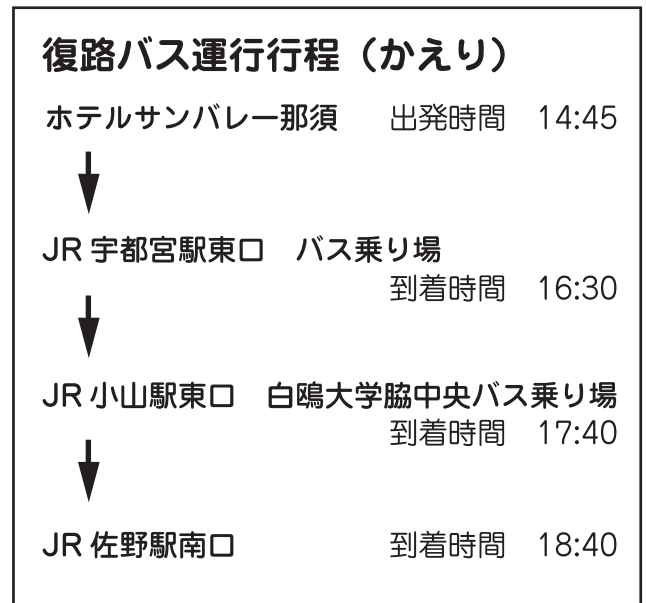 復路バス運行行程（かえり）
ホテルサンバレー那須　出発時間　14:45
JR 宇都宮駅東口　バス乗り場
到着時間　16:30
JR 小山駅東口　白鴎大学脇中央バス乗り場
到着時間　17:40
JR 佐野駅南口　到着時間　18:40